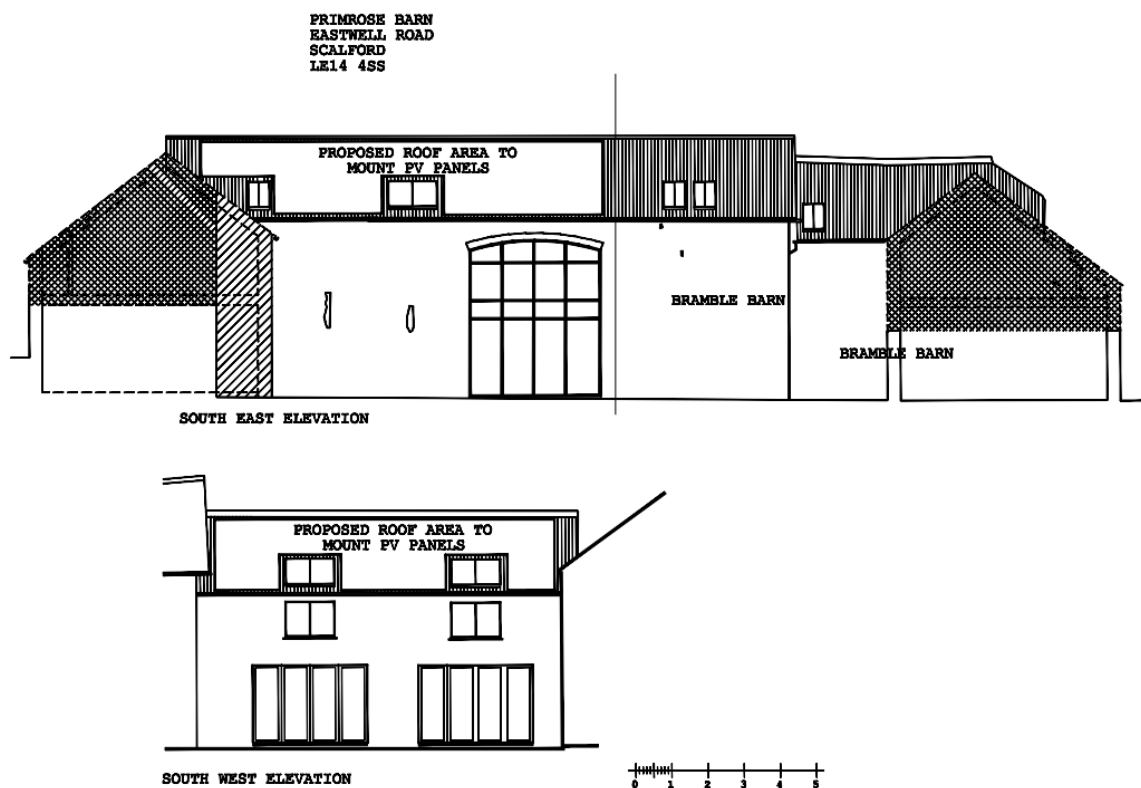 PRIMROSE BARN
EASTWELL ROAD
SCALFORD
LE14 4SS
PROPOSED ROOF AREA TO
MOUNT PV PANELS
BRAMBLE BARN
BRAMBLE BARN
SOUTH EAST ELEVATION
PROPOSED ROOF AREA TO
MOUNT PV PANELS
SOUTH WEST ELEVATION
0 1 2 3 4 5